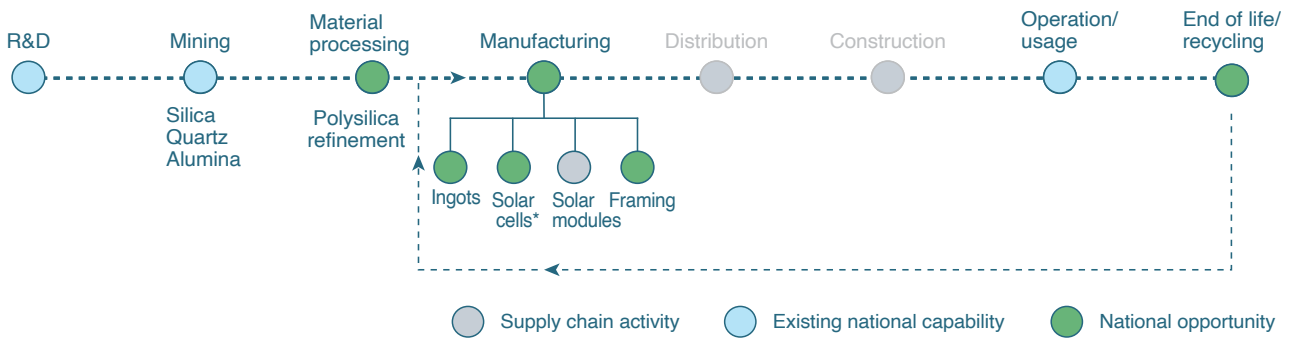 R&D
Mining
Material
processing
Manufacturing
Distribution
Construction
Operation/
usage
End of life/
recycling
Silica
Quartz
Alumina
Polysilica
refinement
Ingots
Solar
cells*
Solar
modules
Framing
Supply chain activity
Existing national capability
National opportunity